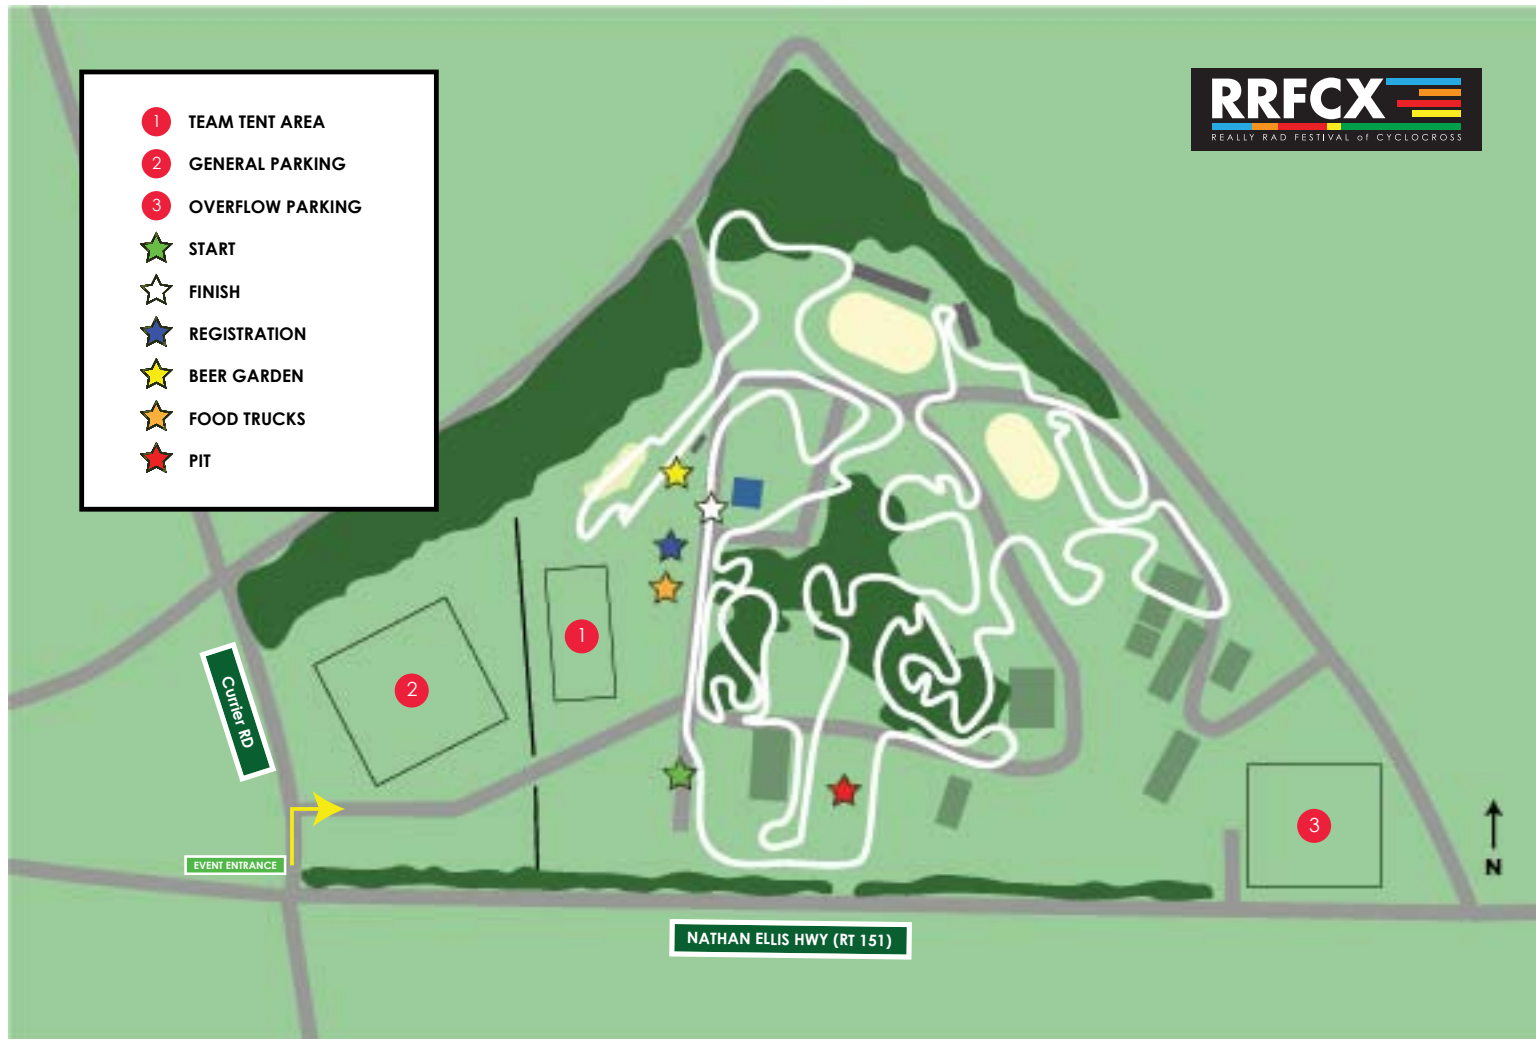 1 TEAM TENT AREA
2 GENERAL PARKING
3 OVERFLOW PARKING
START
FINISH
REGISTRATION
BEER GARDEN
FOOD TRUCKS
PIT
RRFCX
REALLY RAD FESTIVAL of CYCLOCROSS
1
2
Currier RD
3
N
EVENT ENTRANCE
NATHAN ELLIS HWY (RT 151)